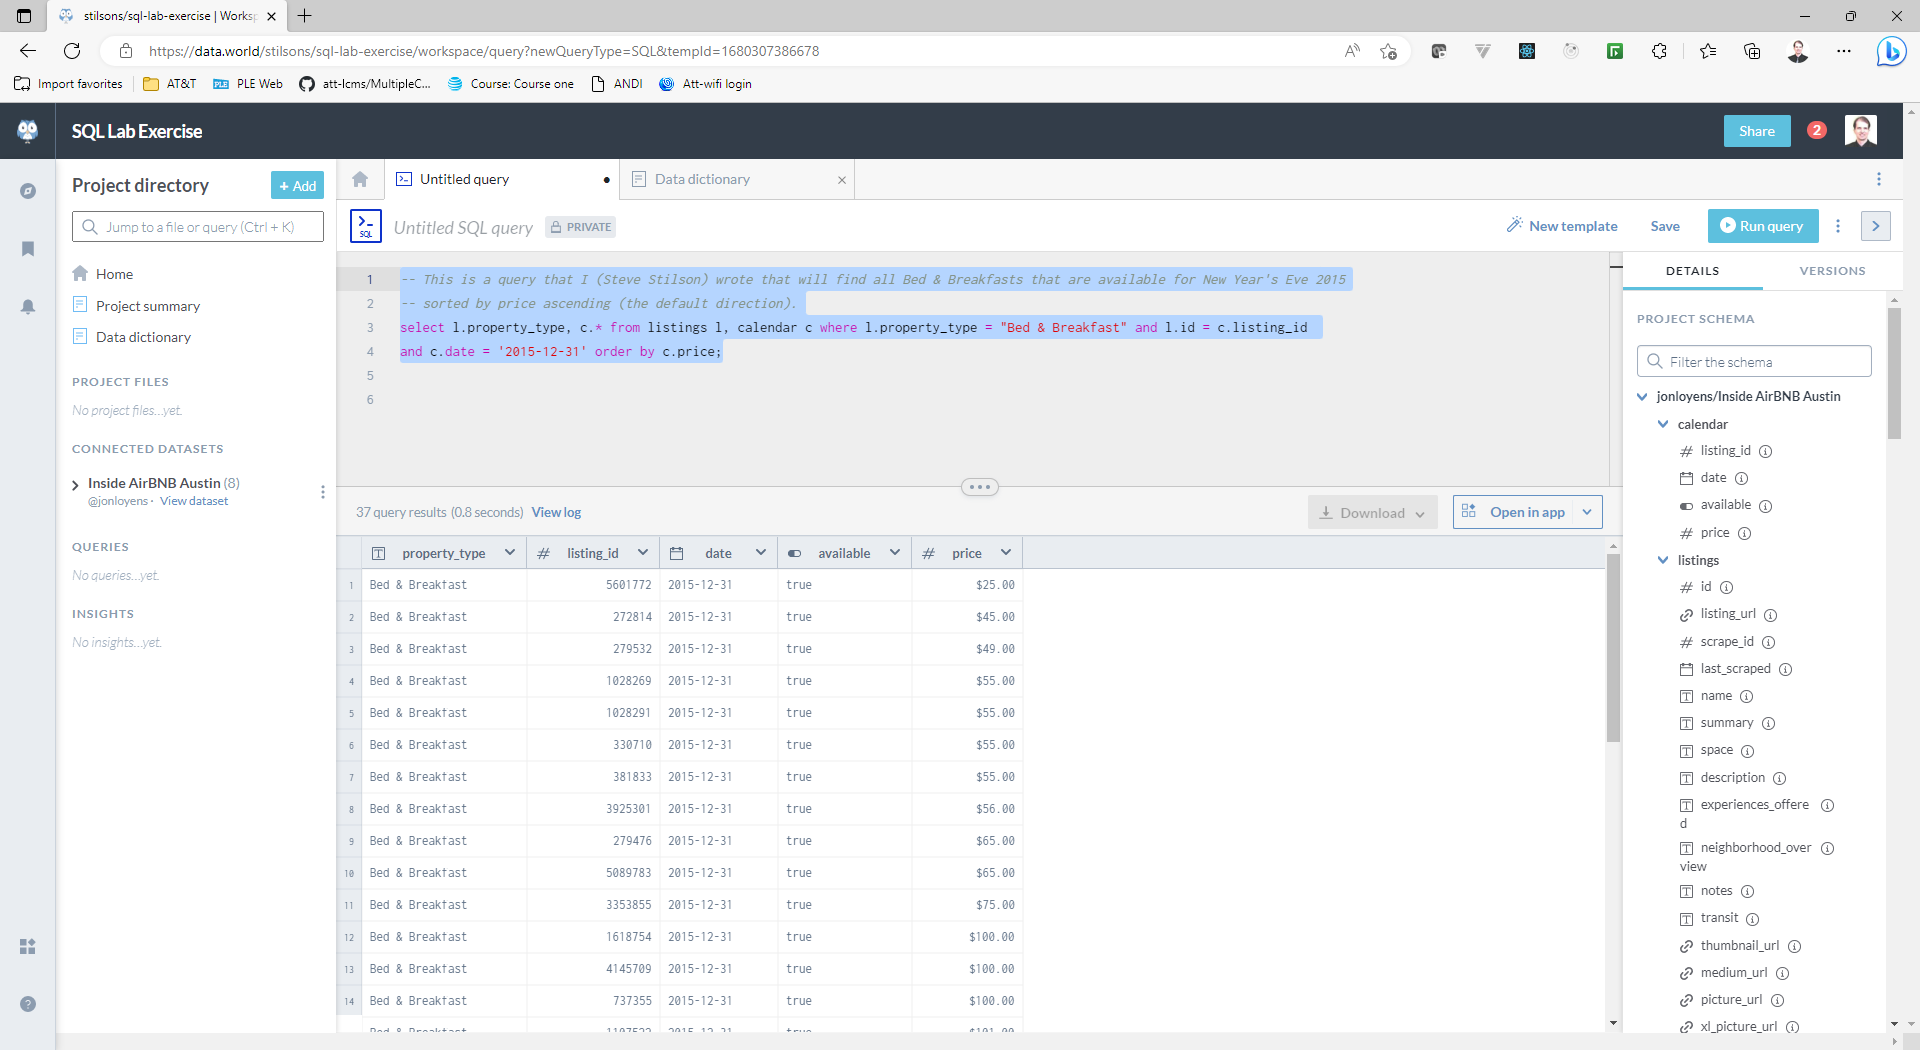 stilsons/sql-lab-exercise | Worksp
https://data.world/stilsons/sql-lab-exercise/workspace/query?newQueryType=SQL&tempId=1680307386678
Import favorites
AT&T
PLE Web
att-lcms/MultipleC...
Course: Course one
ANDI
Att-wifi login
SQL Lab Exercise
Share
2
Project directory
+ Add
Jump to a file or query (Ctrl + K)
Home
Project summary
Data dictionary
PROJECT FILES
No project files...yet.
CONNECTED DATASETS
Inside AirBNB Austin (8)
@jonloyens · View dataset
QUERIES
No queries...yet.
INSIGHTS
No insights...yet.
Untitled query
Data dictionary
SQL
Untitled SQL query
PRIVATE
New template
Save
Run query
1 -- This is a query that I (Steve Stilson) wrote that will find all Bed & Breakfasts that are available for New Year's Eve 2015
2 -- sorted by price ascending (the default direction).
3 select l.property_type, c.* from listings l, calendar c where l.property_type = "Bed & Breakfast" and l.id = c.listing_id
4 and c.date = '2015-12-31' order by c.price;
5
6
37 query results (0.8 seconds) View log
Download
Open in app
property_type listing_id date available price
1 Bed & Breakfast 5601772 2015-12-31 true $25.00
2 Bed & Breakfast 272814 2015-12-31 true $45.00
3 Bed & Breakfast 279532 2015-12-31 true $49.00
4 Bed & Breakfast 1028269 2015-12-31 true $55.00
5 Bed & Breakfast 1028291 2015-12-31 true $55.00
6 Bed & Breakfast 330710 2015-12-31 true $55.00
7 Bed & Breakfast 381833 2015-12-31 true $55.00
8 Bed & Breakfast 3925301 2015-12-31 true $56.00
9 Bed & Breakfast 279476 2015-12-31 true $65.00
10 Bed & Breakfast 5089783 2015-12-31 true $65.00
11 Bed & Breakfast 3353855 2015-12-31 true $75.00
12 Bed & Breakfast 1618754 2015-12-31 true $100.00
13 Bed & Breakfast 4145709 2015-12-31 true $100.00
14 Bed & Breakfast 737355 2015-12-31 true $100.00
Bed & Breakfast 2015-12-31 true
DETAILS
VERSIONS
PROJECT SCHEMA
Filter the schema
jonloyens/Inside AirBNB Austin
calendar
listing_id
date
available
price
listings
id
listing_url
scrape_id
last_scraped
name
summary
space
description
experiences_offere
d
neighborhood_over
view
notes
transit
thumbnail_url
medium_url
picture_url
xl_picture_url